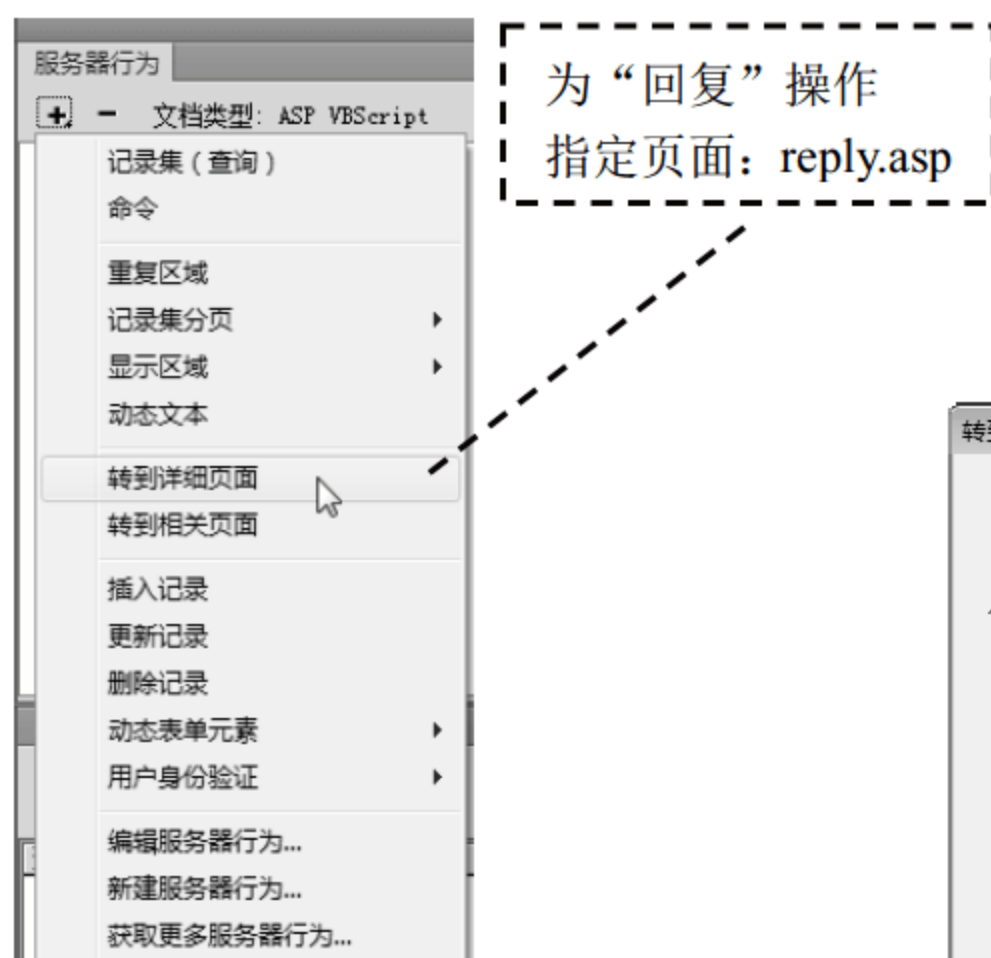 服务器行为
文档类型: ASP VBScript
记录集 ( 查询 )
命令
重复区域
记录集分页
显示区域
动态文本
转到详细页面
转到相关页面
插入记录
更新记录
删除记录
动态表单元素
用户身份验证
编辑服务器行为...
新建服务器行为...
获取更多服务器行为...
为“回复”操作
指定页面：reply.asp
转